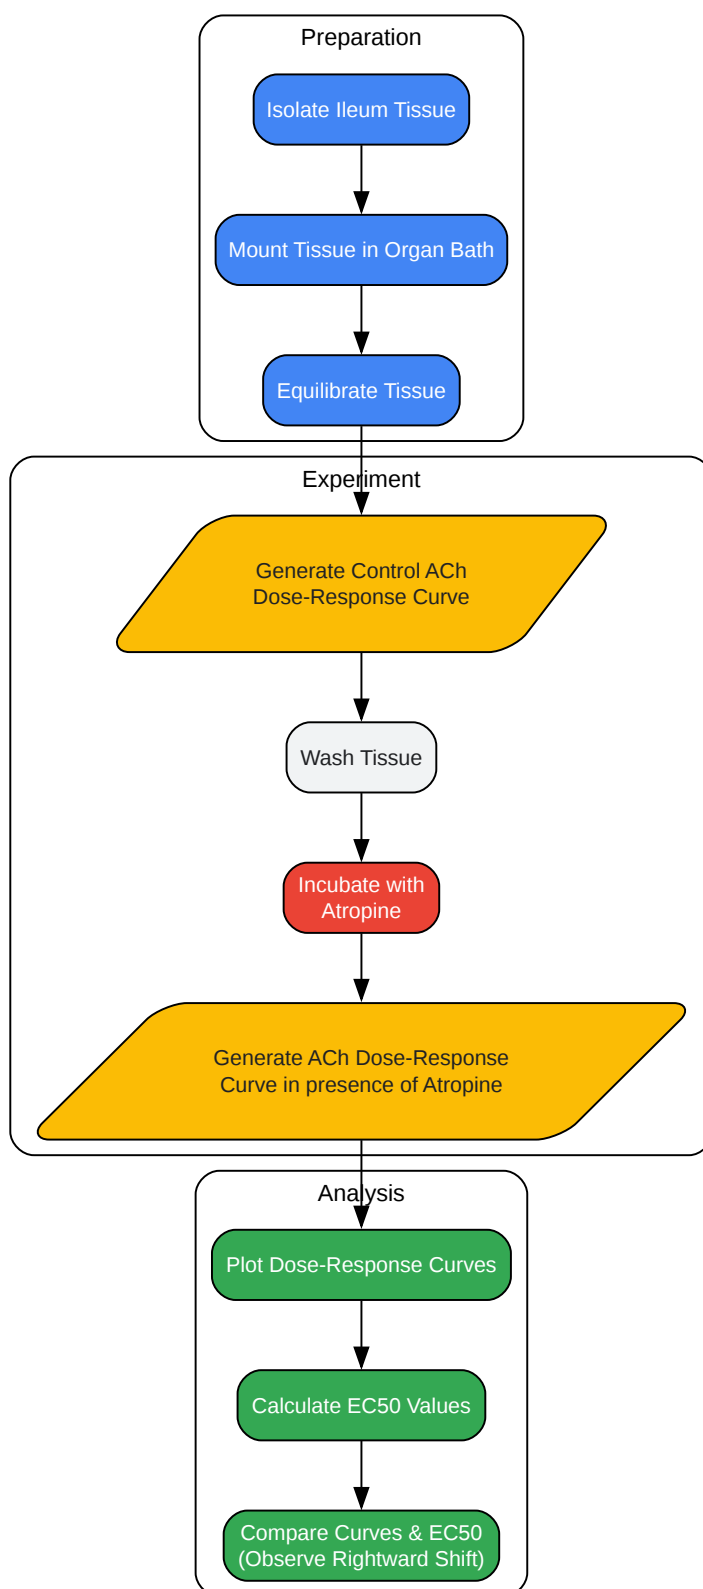 Preparation
Isolate Ileum Tissue
Mount Tissue in Organ Bath
Equilibrate Tissue
Experiment
Generate Control ACh
Dose-Response Curve
Wash Tissue
Incubate with
Atropine
Generate ACh Dose-Response
Curve in presence of Atropine
Analysis
Plot Dose-Response Curves
Calculate EC50 Values
Compare Curves & EC50
(Observe Rightward Shift)